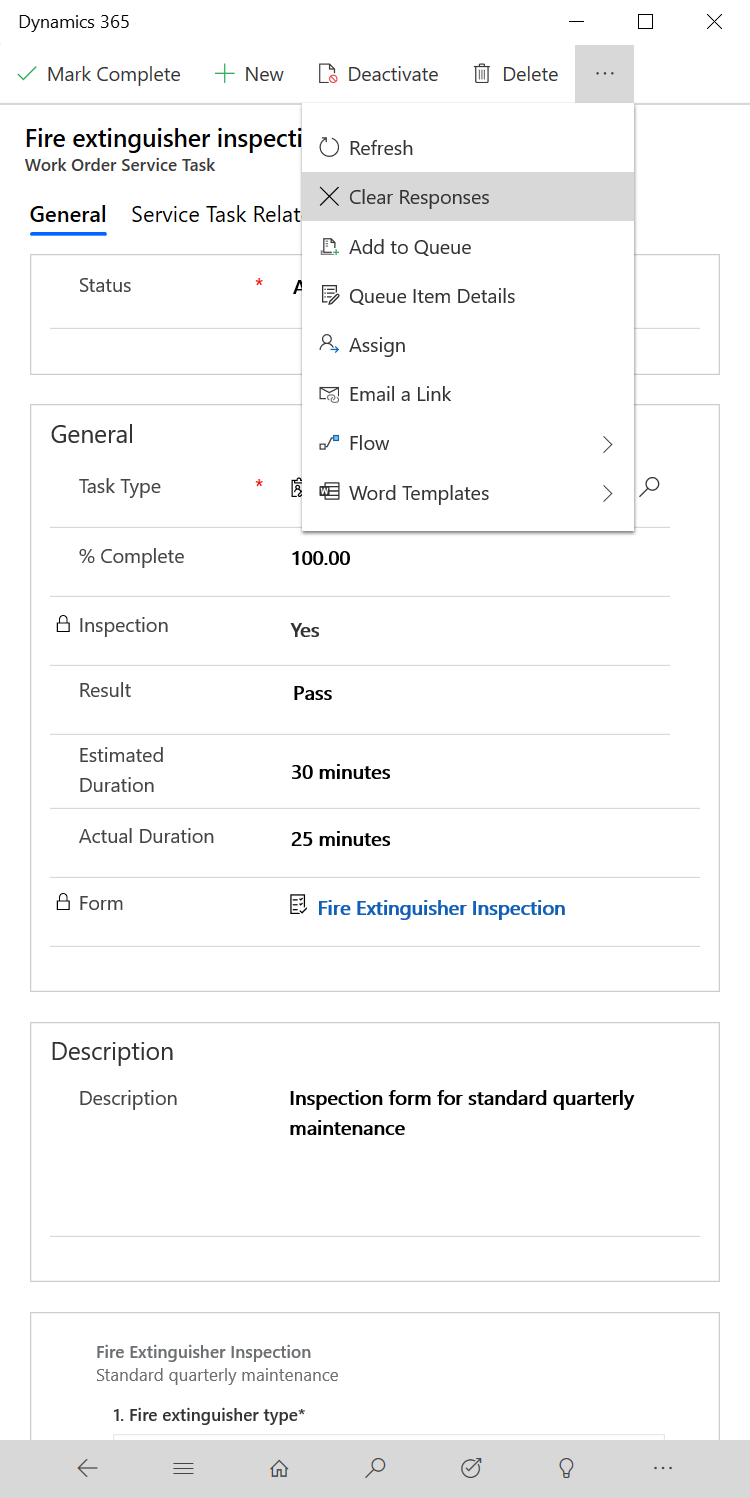 Dynamics 365
Mark Complete
New
Deactivate
Delete
Fire extinguisher inspecti
Work Order Service Task
General
Service Task Relat
Refresh
Clear Responses
Add to Queue
Queue Item Details
Assign
Email a Link
Flow
Word Templates
Status *
General
Task Type *
% Complete 100.00
Inspection Yes
Result Pass
Estimated
Duration
30 minutes
Actual Duration 25 minutes
Form Fire Extinguisher Inspection
Description
Description Inspection form for standard quarterly
maintenance
Fire Extinguisher Inspection
Standard quarterly maintenance
1. Fire extinguisher type*